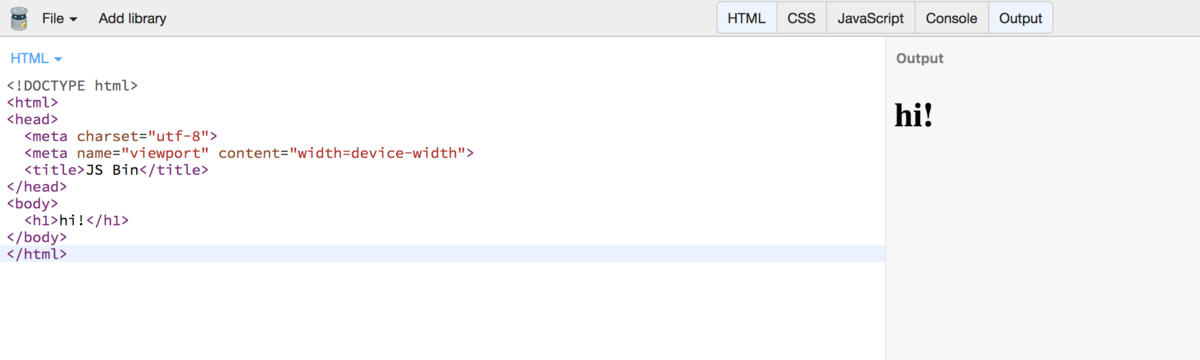 File Add library HTML CSS JavaScript Console Output
HTML
<!DOCTYPE html>
<html>
<head>
  <meta charset="utf-8">
  <meta name="viewport" content="width=device-width">
  <title>JS Bin</title>
</head>
<body>
  <h1>hi!</h1>
</body>
</html>
Output
hi!